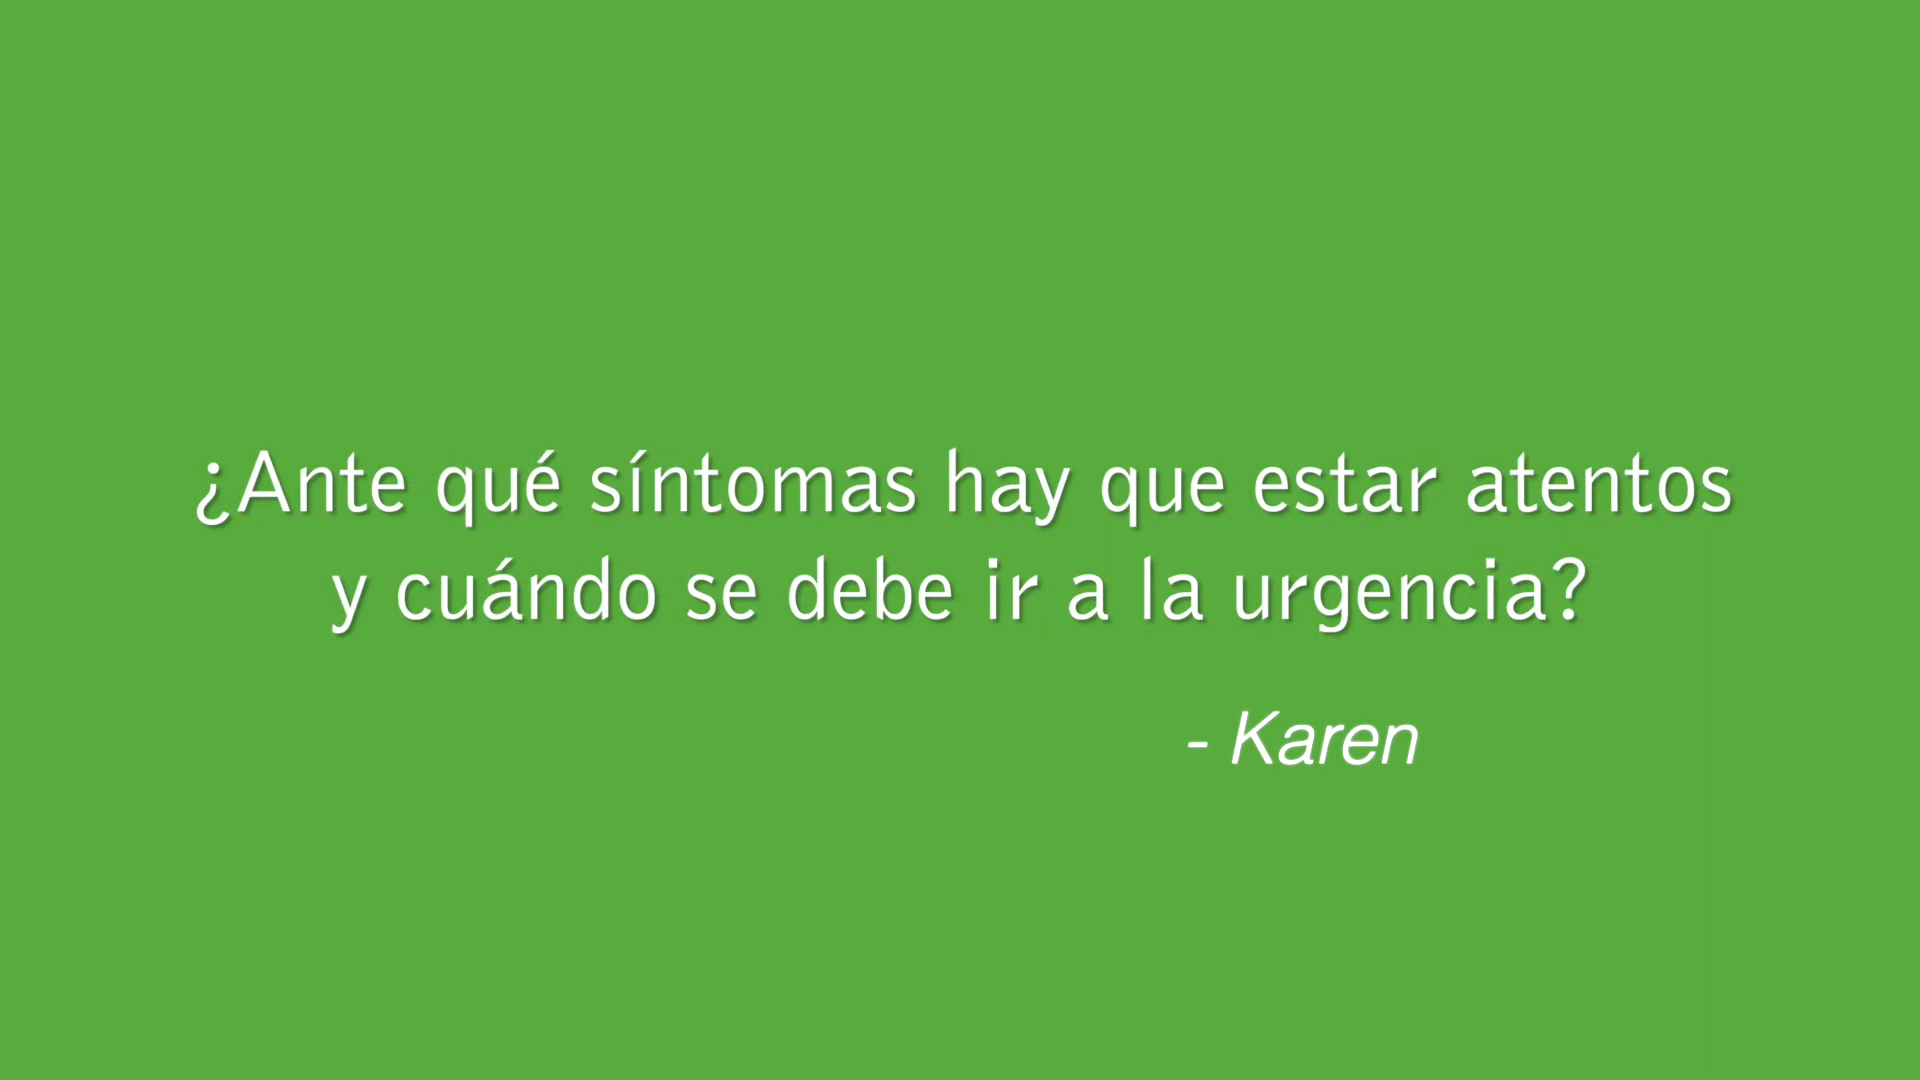 ¿Ante qué síntomas hay que estar atentos
y cuándo se debe ir a la urgencia?
- Karen